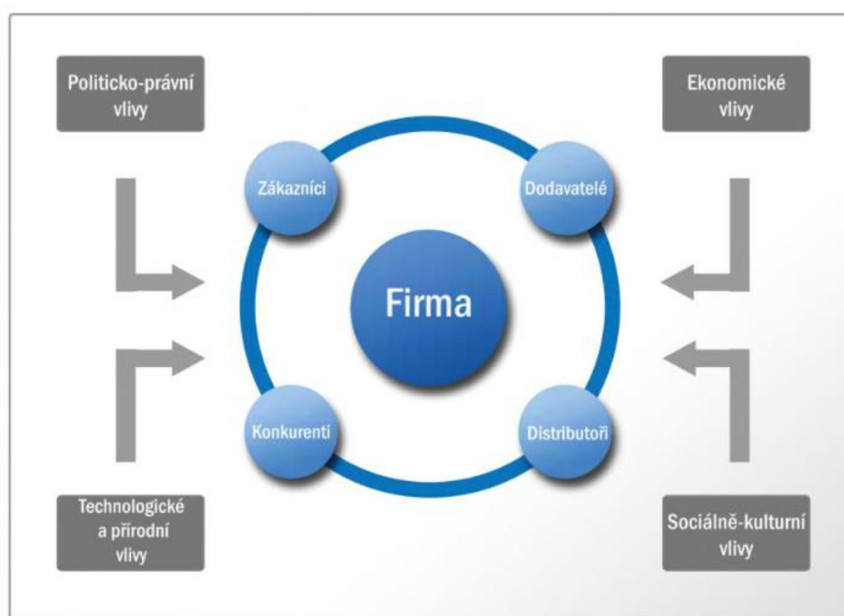 Politicko-právní
vlivy
Ekonomické
vlivy
Zákazníci
Dodavatelé
Firma
Konkurenti
Distributoři
Technologické
a přírodní
vlivy
Sociálně-kulturní
vlivy